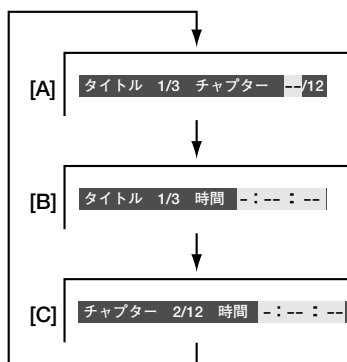 [A] タイトル 1/3 チャプター --/12
[B] タイトル 1/3 時間 -:-- : --
[C] チャプター 2/12 時間 -:-- : --